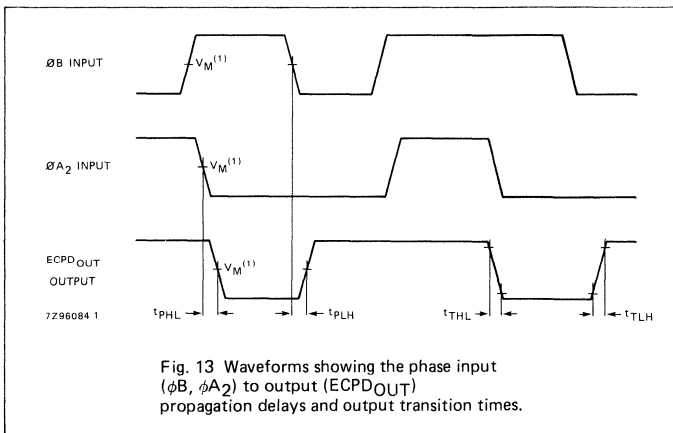 ØB INPUT
VM(1)
ØA2 INPUT
VM(1)
ECPDOUT
OUTPUT
VM(1)
7Z96084 1
tPHL
tPLH
tTHL
tTLH
Fig. 13 Waveforms showing the phase input
(ϕB, ϕA2) to output (ECPDOUT)
propagation delays and output transition times.